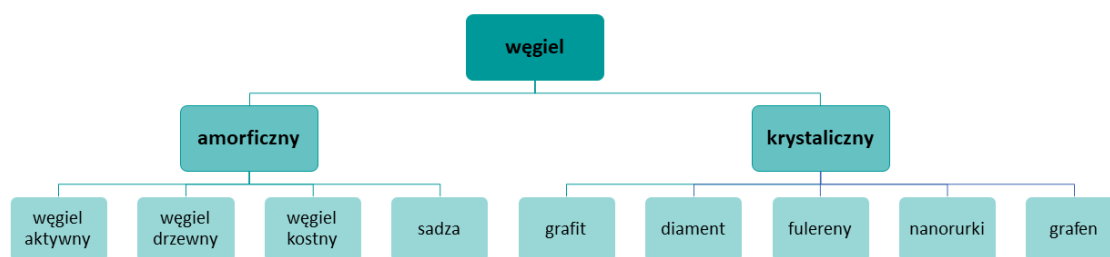 węgiel
amorficzny
krystaliczny
węgiel
aktywny
węgiel
drzewny
węgiel
kostny
sadza
grafit
diament
fulereny
nanorurki
grafen